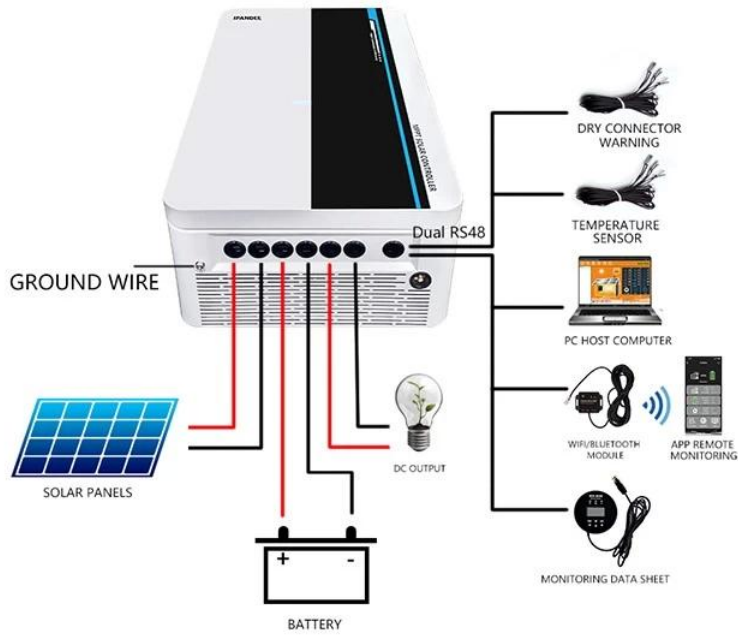 IPANDEE
MPPT SOLAR CONTROLLER
DRY CONNECTOR
WARNING
TEMPERATURE
SENSOR
Dual RS48
GROUND WIRE
PC HOST COMPUTER
WIFI/BLUETOOTH
MODULE
APP REMOTE
MONITORING
SOLAR PANELS
DC OUTPUT
MONITORING DATA SHEET
+
-
BATTERY